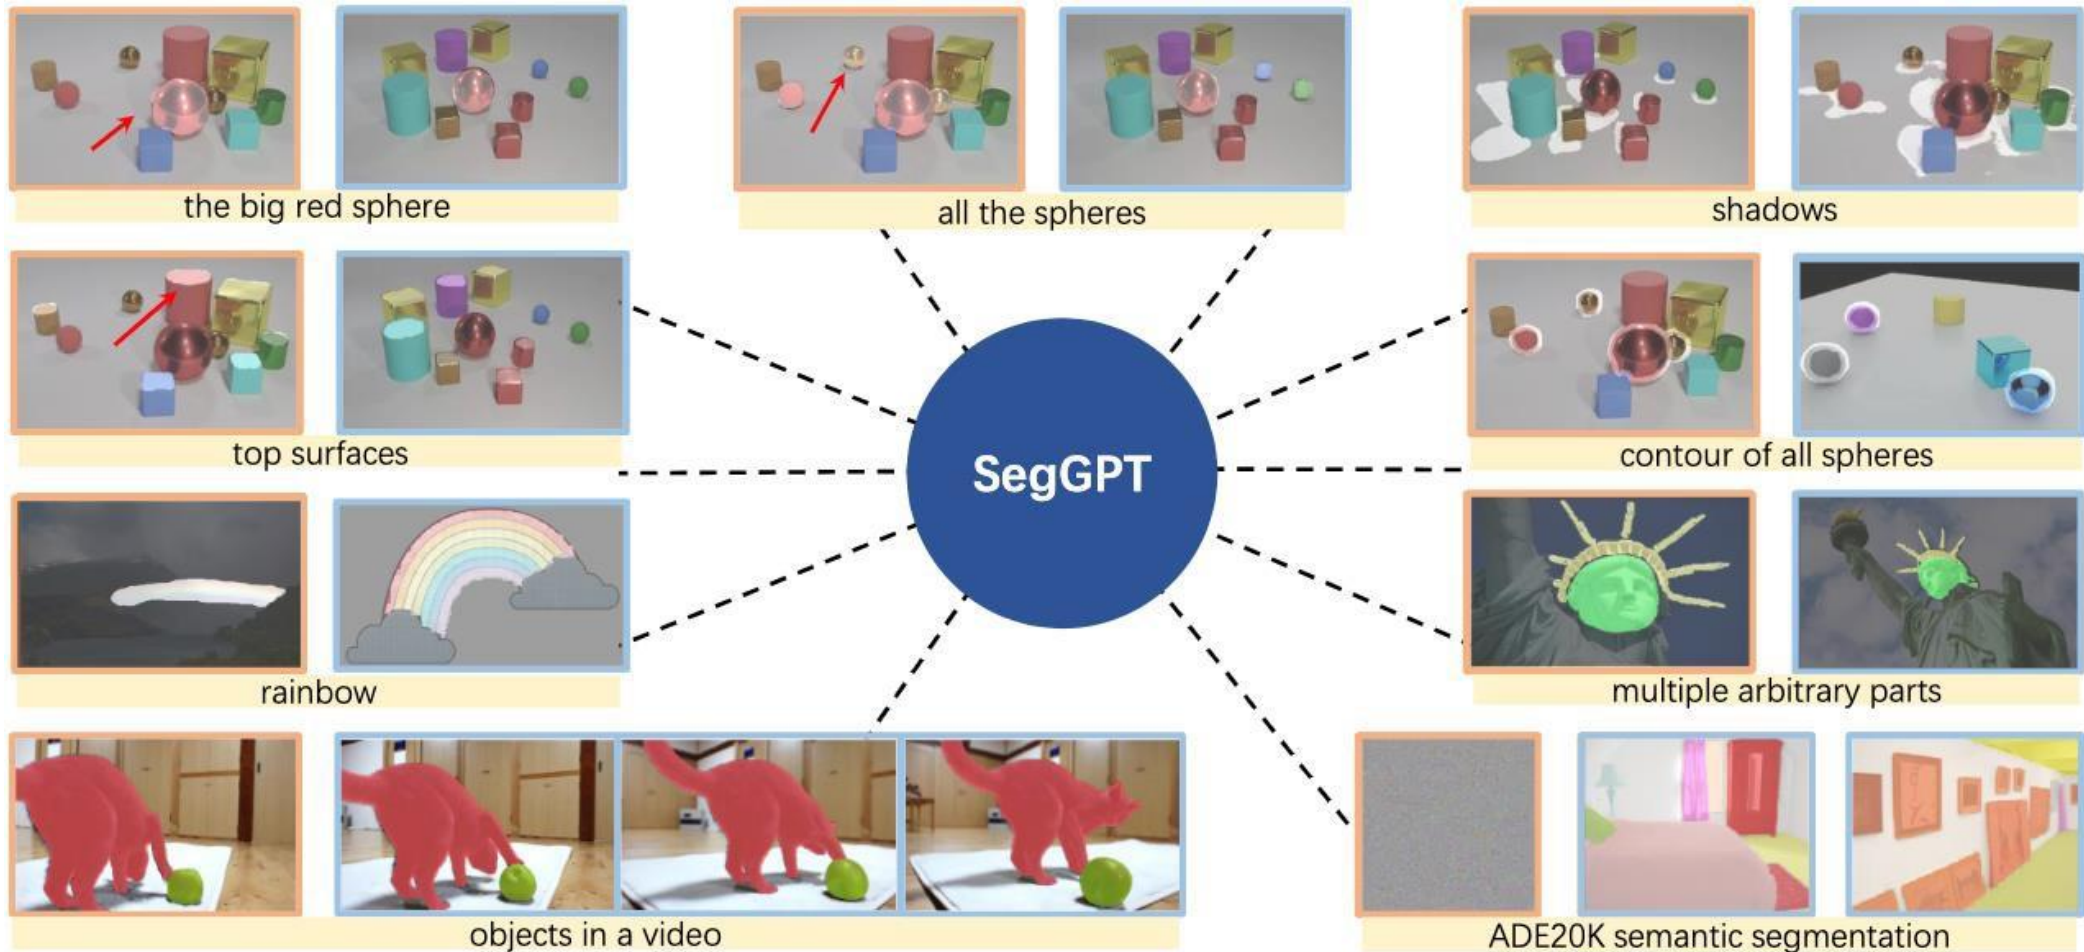 the big red sphere
all the spheres
shadows
top surfaces
SegGPT
contour of all spheres
rainbow
multiple arbitrary parts
objects in a video
ADE20K semantic segmentation